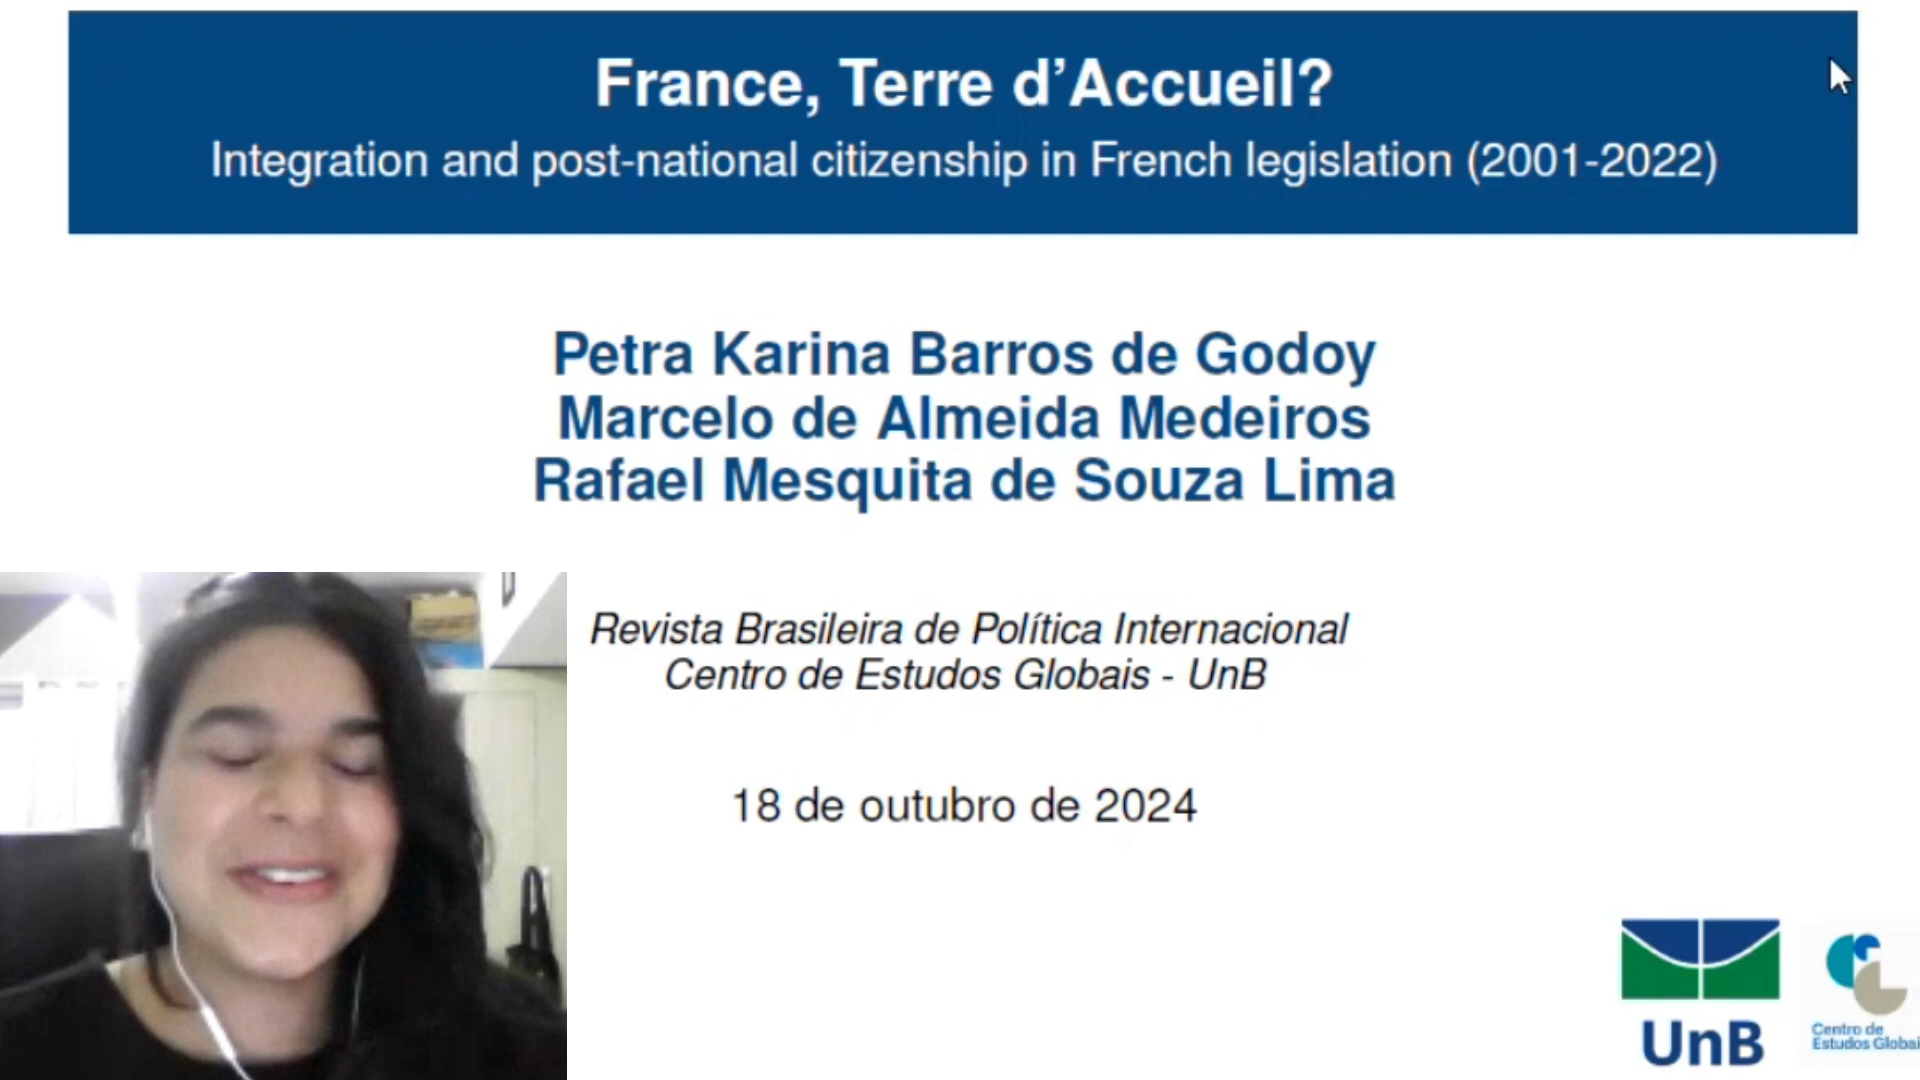 France, Terre d’Accueil?
Integration and post-national citizenship in French legislation (2001-2022)
Petra Karina Barros de Godoy
Marcelo de Almeida Medeiros
Rafael Mesquita de Souza Lima
Revista Brasileira de Política Internacional
Centro de Estudos Globais - UnB
18 de outubro de 2024
UnB
Centro de
Estudos Globai